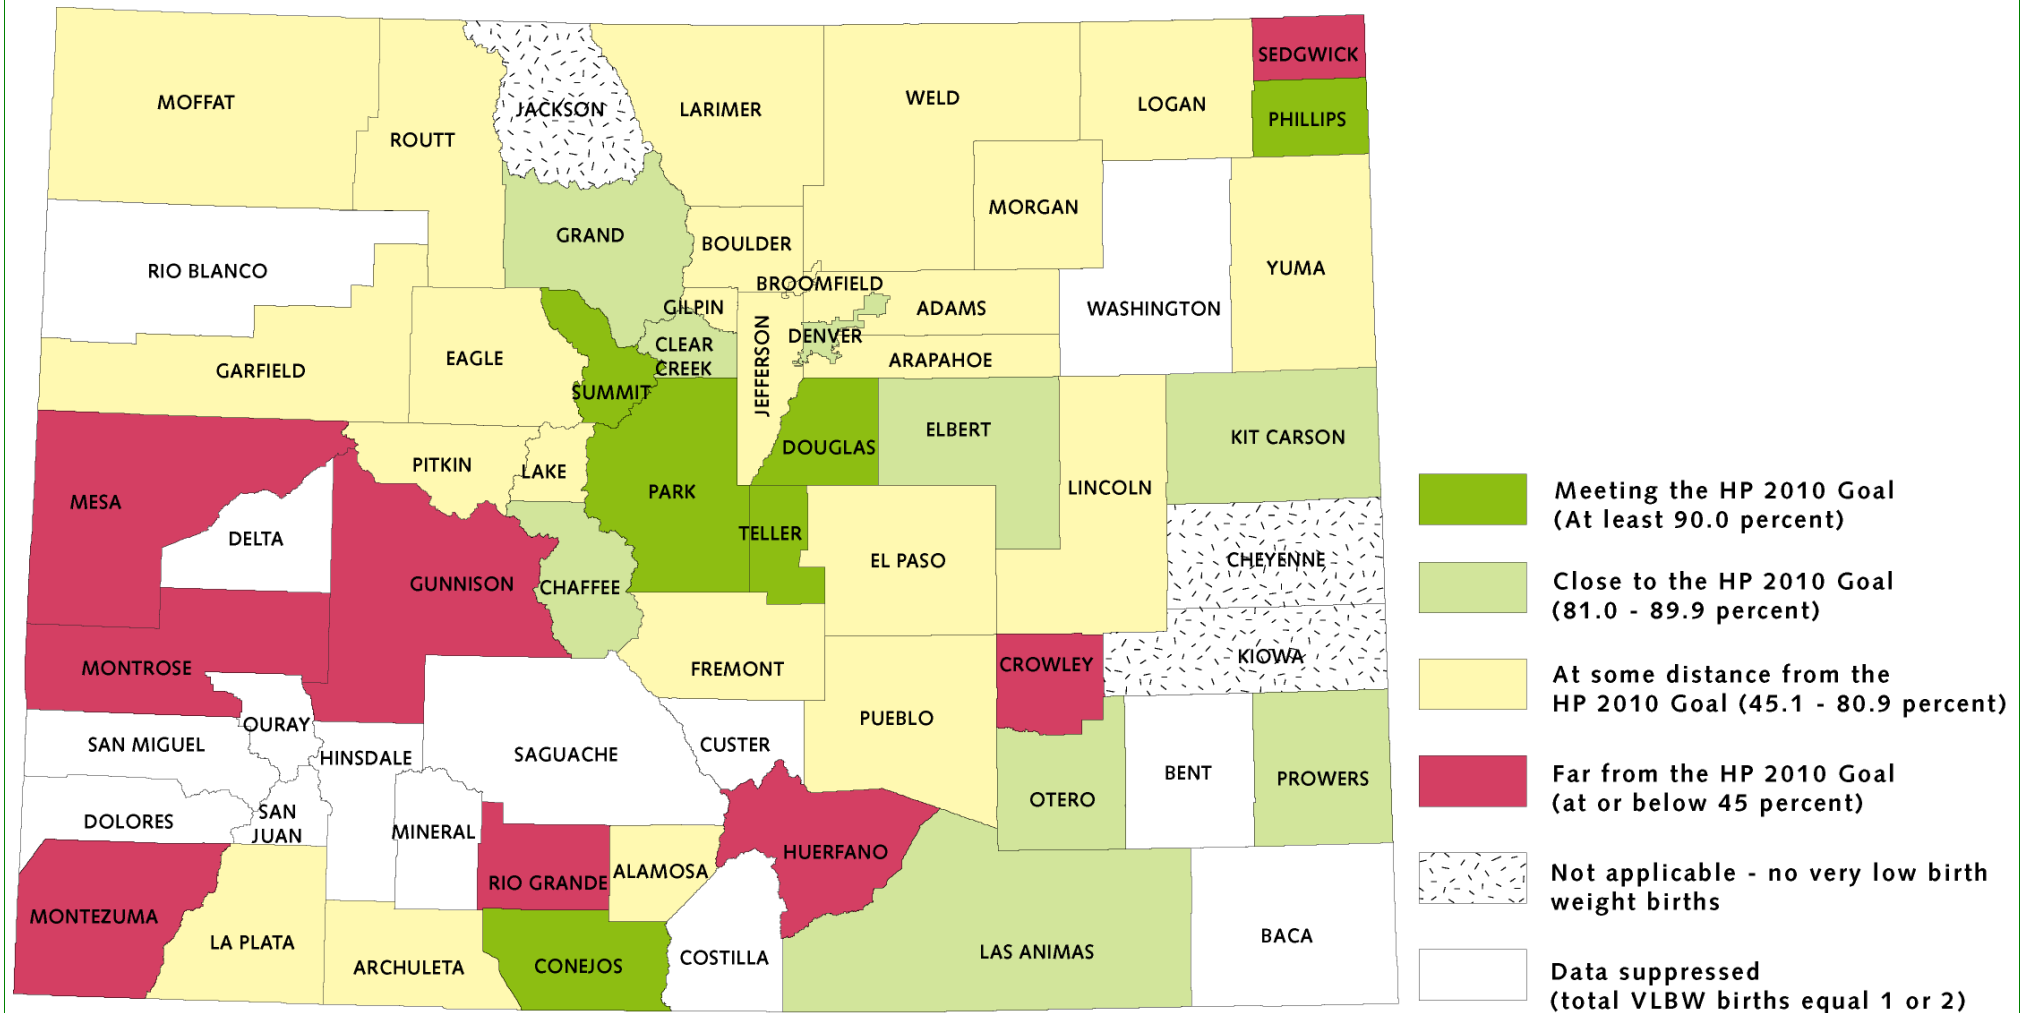 SEDGWICK
MOFFAT
JACKSON
LARIMER
WELD
LOGAN
PHILLIPS
ROUTT
MORGAN
GRAND
BOULDER
RIO BLANCO
YUMA
BROOMFIELD
GILPIN
ADAMS
WASHINGTON
DENVER
CLEAR
CREEK
JEFFERSON
EAGLE
ARAPAHOE
GARFIELD
SUMMIT
ELBERT
KIT CARSON
DOUGLAS
PITKIN
LAKE
PARK
LINCOLN
MESA
TELLER
DELTA
EL PASO
CHEYENNE
GUNNISON
CHAFFEE
KIOWA
CROWLEY
MONTROSE
FREMONT
PUEBLO
OURAY
SAN MIGUEL
HINSDALE
SAGUACHE
CUSTER
BENT
PROWERS
OTERO
SAN
JUAN
DOLORES
MINERAL
HUERFANO
ALAMOSA
RIO GRANDE
MONTEZUMA
LA PLATA
ARCHULETA
CONEJOS
COSTILLA
LAS ANIMAS
BACA
Meeting the HP 2010 Goal
(At least 90.0 percent)
Close to the HP 2010 Goal
(81.0 - 89.9 percent)
At some distance from the
HP 2010 Goal (45.1 - 80.9 percent)
Far from the HP 2010 Goal
(at or below 45 percent)
Not applicable - no very low birth
weight births
Data suppressed
(total VLBW births equal 1 or 2)